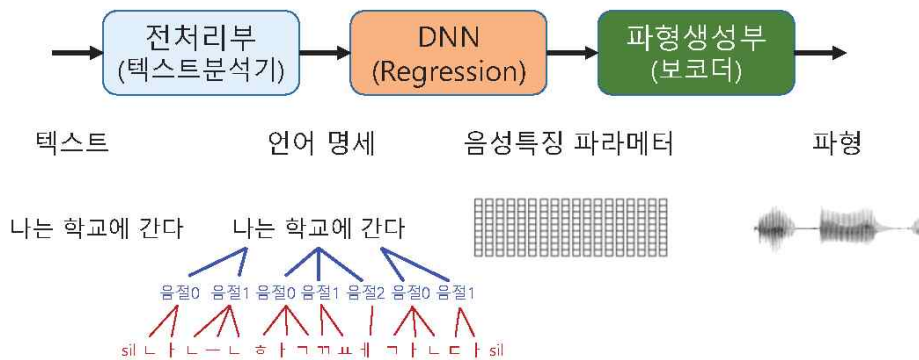 전처리부
(텍스트분석기)
DNN
(Regression)
파형생성부
(보코더)
텍스트
언어 명세
음성특징 파라메터
파형
나는 학교에 간다
나는 학교에 간다
음절0 음절1 음절0 음절1 음절2 음절0 음절1
sil ㄴ ㅏ ㄴ ㅡ ㄴ ㅎ ㅏ ㄱ ㄲ ㅛ ㅔ ㄱ ㅏ ㄴ ㄷ ㅏ sil